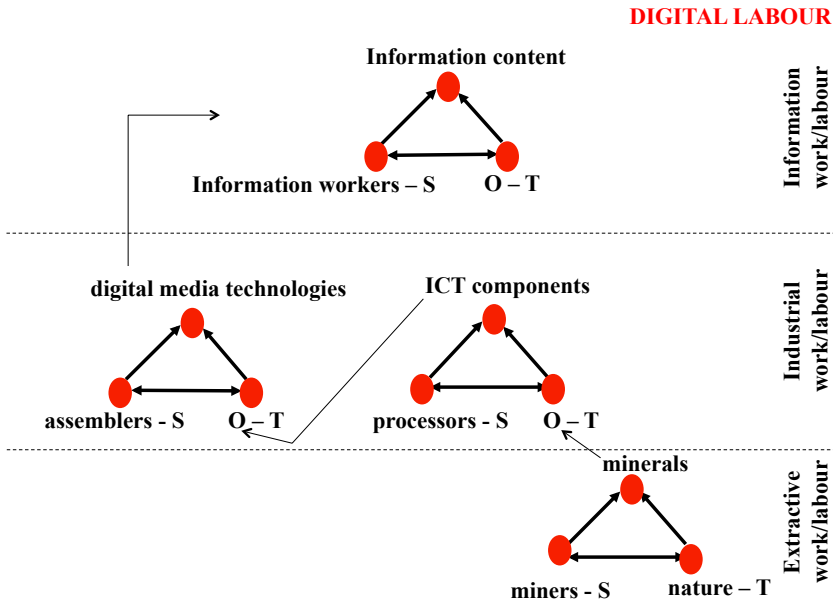 DIGITAL LABOUR
Information content
Information workers – S
O – T
Information
work/labour
digital media technologies
ICT components
assemblers - S
O – T
processors - S
O – T
Industrial
work/labour
minerals
miners - S
nature – T
Extractive
work/labour